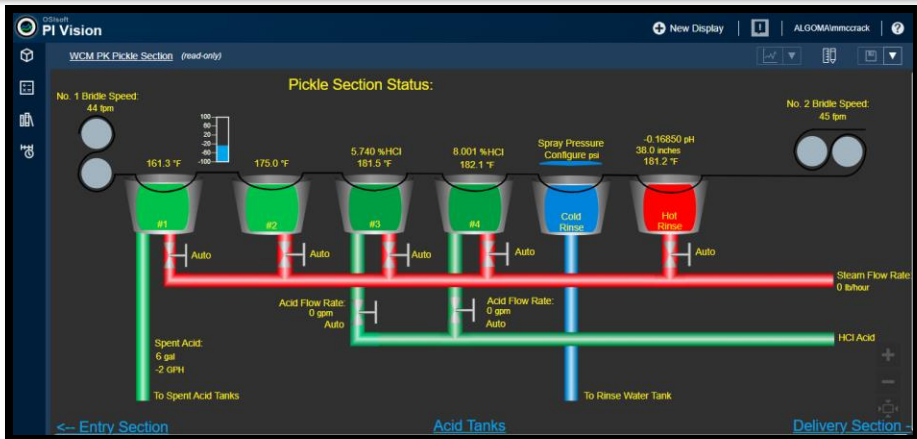 OSIsoft
PI Vision
New Display
ALGOMA\mmccrack
WCM PK Pickle Section (read-only)
Pickle Section Status:
No. 1 Bridle Speed:
44 fpm
No. 2 Bridle Speed:
45 fpm
100
60
20
-20
-60
-100
161.3 °F
175.0 °F
5.740 %HCl
181.5 °F
8.001 %HCl
182.1 °F
Spray Pressure
Configure psi
-0.16850 pH
38.0 inches
181.2 °F
#1
#2
#3
#4
Cold
Rinse
Hot
Rinse
Auto
Auto
Auto
Auto
Auto
Steam Flow Rate:
0 lb/hour
Acid Flow Rate:
0 gpm
Auto
Acid Flow Rate:
0 gpm
Auto
HCl Acid
Spent Acid:
6 gal
-2 GPH
To Spent Acid Tanks
To Rinse Water Tank
<-- Entry Section
Acid Tanks
Delivery Section -